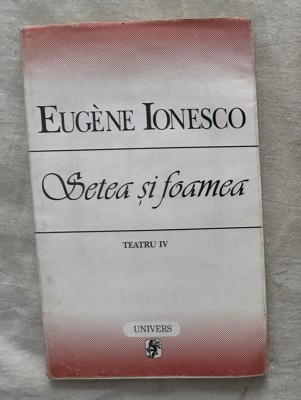 EUGÈNE IONESCO
Setea și foamea
TEATRU IV
UNIVERS